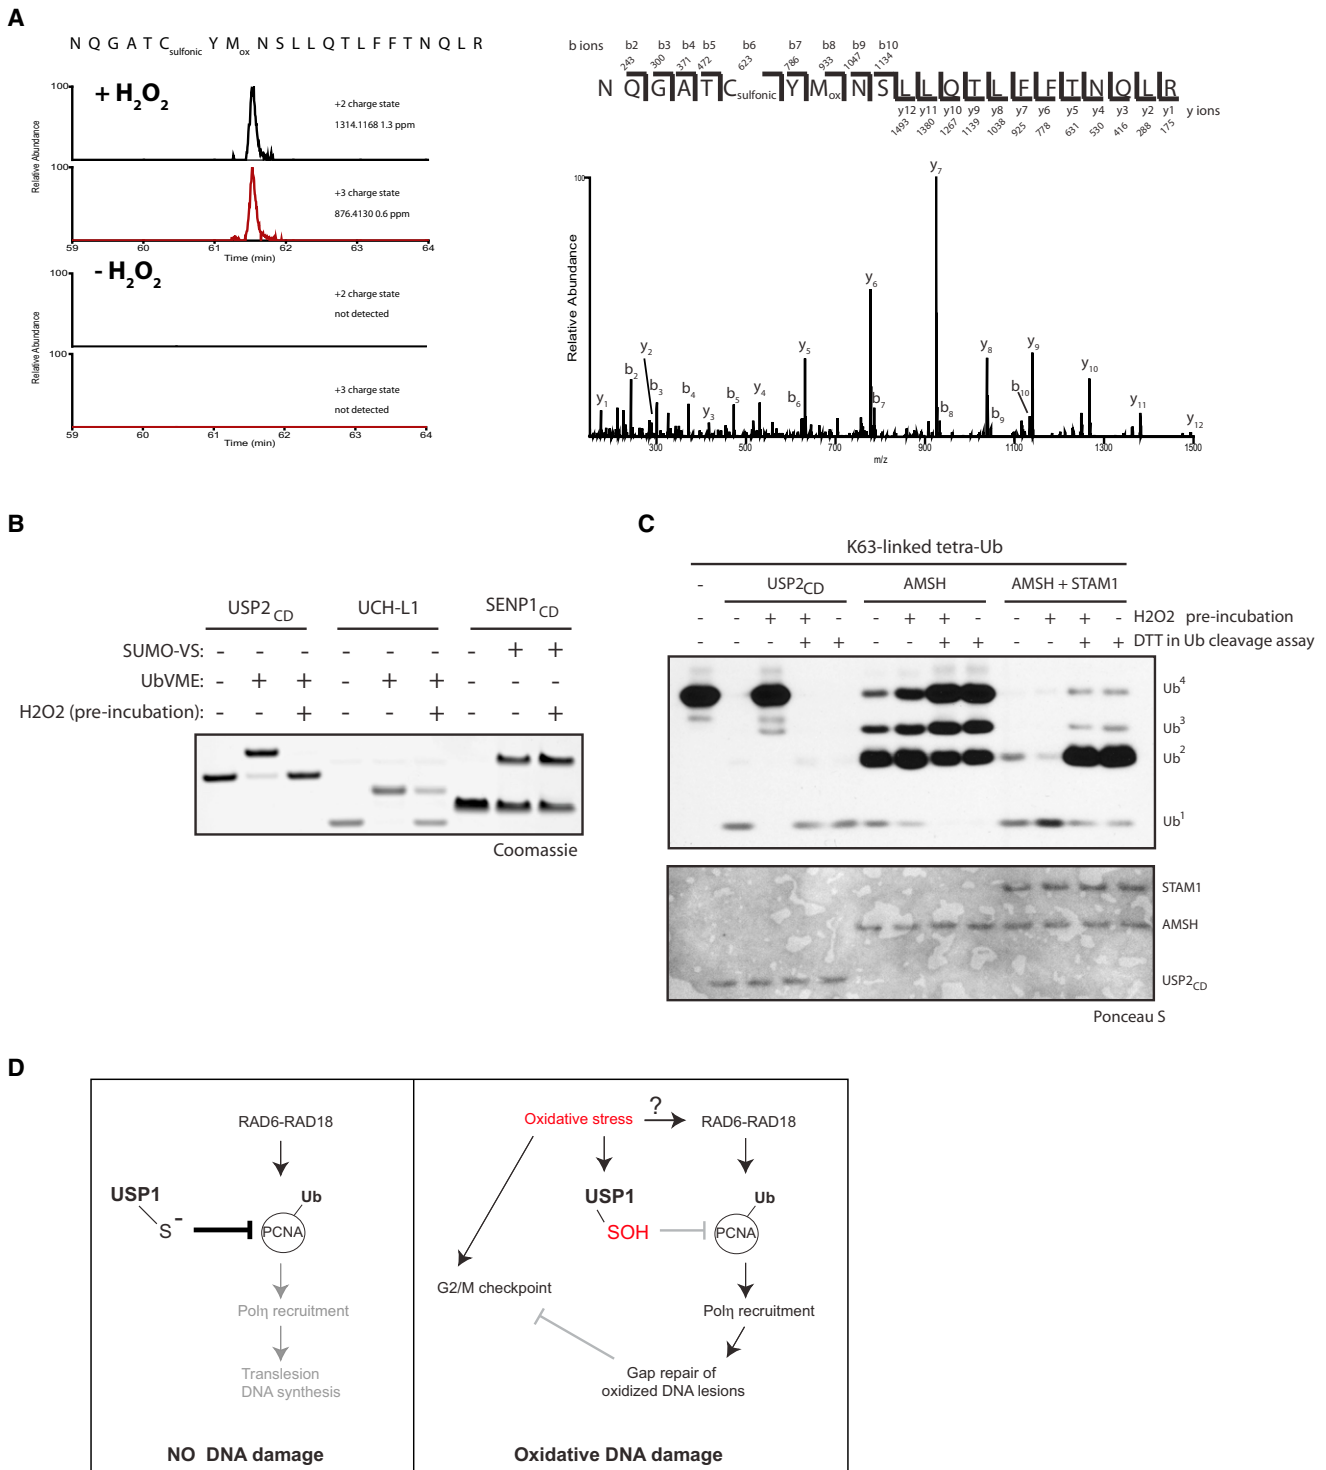 A
N Q G A T C sulfonic Y M ox N S L L Q T L F F T N Q L R
+ H2O2
100
Relative Abundance
+2 charge state
1314.1168 1.3 ppm
100
+3 charge state
876.4130 0.6 ppm
59 60 61 62 63 64
Time (min)
- H2O2
100
Relative Abundance
+2 charge state
not detected
100
+3 charge state
not detected
59 60 61 62 63 64
Time (min)
b ions b2 b3 b4 b5 b6 b7 b8 b9 b10
243 300 371 472 623 786 933 1047 1134
N Q G A T C sulfonic Y M ox N S L L Q T L F F T N Q L R
y12 y11 y10 y9 y8 y7 y6 y5 y4 y3 y2 y1 y ions
1493 1380 1267 1139 1038 925 778 631 530 416 288 175
100
Relative Abundance
y1 b2 y2 b3 b4 y3 b5 y4 b6 y5 y6 b7 y7 b8 y8 b9 b10 y9 y10 y11 y12
300 500 700 900 1100 1300 1500
m/z
B
USP2 CD UCH-L1 SENP1 CD
SUMO-VS: - - - - - - - + +
UbVME: - + + - + + - - -
H2O2 (pre-incubation): - - + - - + - - +
Coomassie
C
K63-linked tetra-Ub
- USP2CD AMSH AMSH + STAM1
- - + + - - + + - - + + - H2O2 pre-incubation
- - - + + - - + + - - + + DTT in Ub cleavage assay
Ub4
Ub3
Ub2
Ub1
STAM1
AMSH
USP2CD
Ponceau S
D
RAD6-RAD18
USP1
S-
Ub
PCNA
Polη recruitment
Translesion
DNA synthesis
NO DNA damage
Oxidative stress
?
RAD6-RAD18
USP1
SOH
Ub
PCNA
G2/M checkpoint
Polη recruitment
Gap repair of
oxidized DNA lesions
Oxidative DNA damage